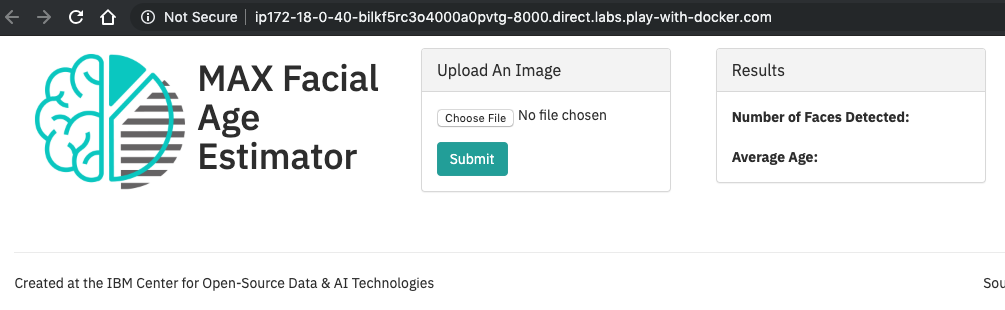 Not Secure | ip172-18-0-40-bilkf5rc3o4000a0pvtg-8000.direct.labs.play-with-docker.com
MAX Facial
Age
Estimator
Upload An Image
Choose File No file chosen
Submit
Results
Number of Faces Detected:
Average Age:
Created at the IBM Center for Open-Source Data & AI Technologies
Sou